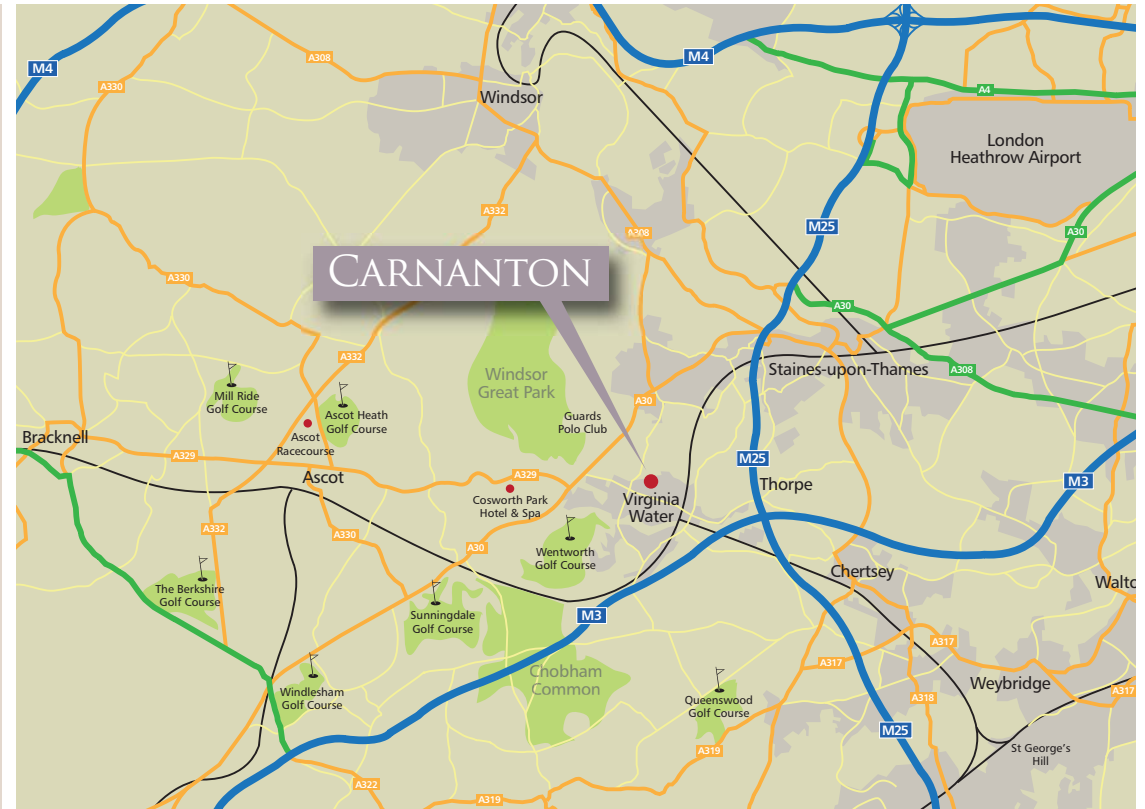 M4
A308
M4
A330
Windsor
A4
London
Heathrow Airport
A332
M25
A30
A308
CARNANTON
A330
A30
A332
Windsor
Great Park
Staines-upon-Thames
A308
Mill Ride
Golf Course
Ascot Heath
Golf Course
A30
Guards
Polo Club
Ascot
Racecourse
Bracknell
A329
M25
A329
Ascot
Thorpe
M3
Cosworth Park
Hotel & Spa
Virginia
Water
A332
A330
A30
Wentworth
Golf Course
Chertsey
Walto
The Berkshire
Golf Course
Sunningdale
Golf Course
M3
A317
A317
Chobham
Common
Weybridge
Windlesham
Golf Course
Queenswood
Golf Course
A318
A317
M25
A319
St George's
Hill
A322
A319